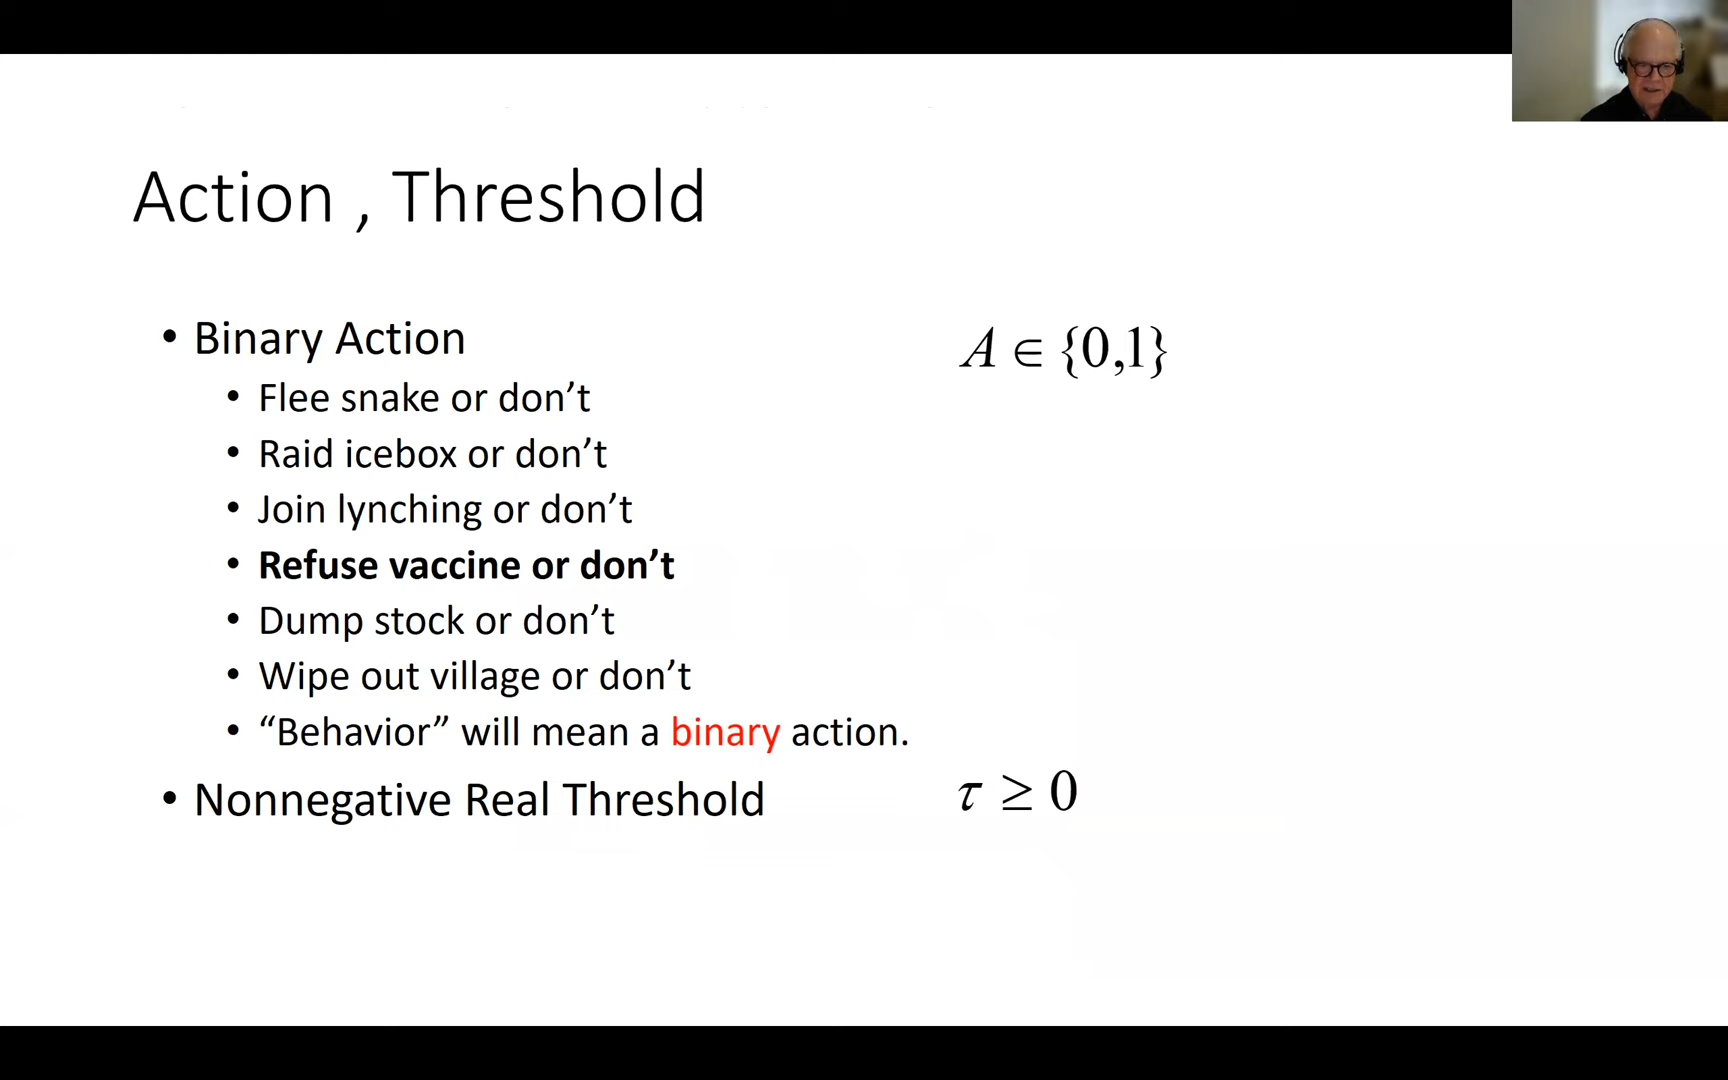 Action , Threshold
• Binary Action
A ∈ {0,1}
• Flee snake or don’t
• Raid icebox or don’t
• Join lynching or don’t
• Refuse vaccine or don’t
• Dump stock or don’t
• Wipe out village or don’t
• “Behavior” will mean a binary action.
• Nonnegative Real Threshold
τ ≥ 0